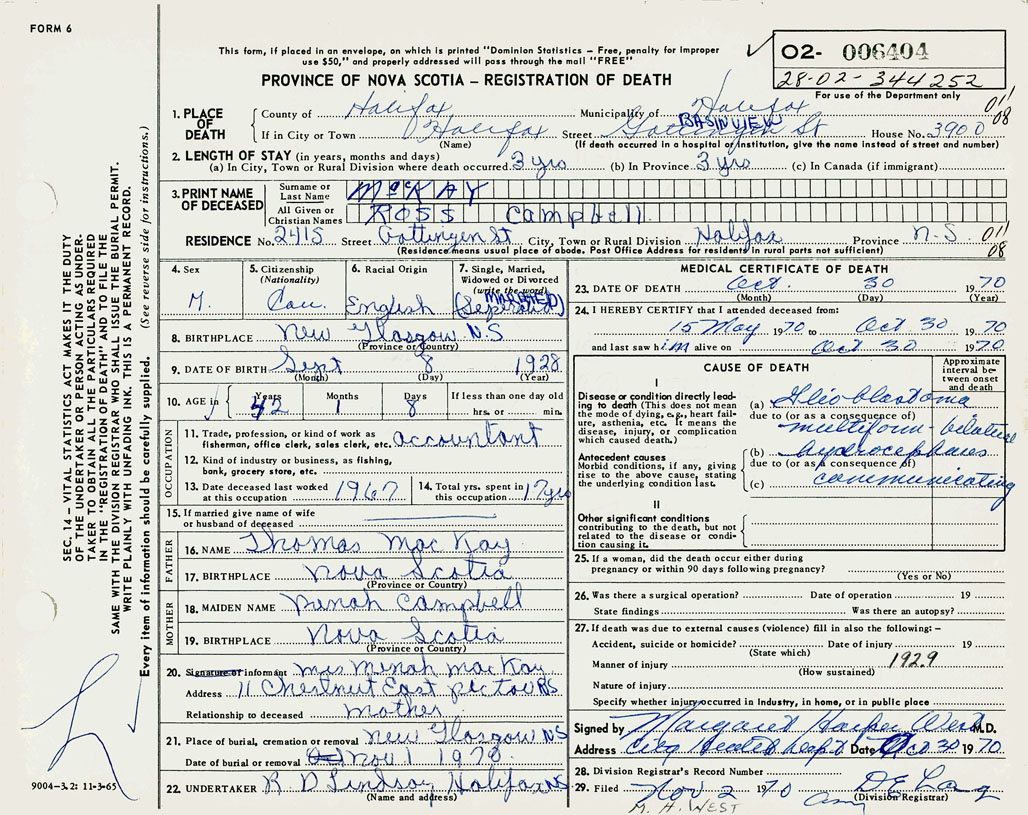 FORM 6
This form, if placed in an envelope, on which is printed "Dominion Statistics – Free, penalty for improper
use $50," and properly addressed will pass through the mail "FREE"
PROVINCE OF NOVA SCOTIA – REGISTRATION OF DEATH
02- 006404
28-02-344252
For use of the Department only
011
08
1. PLACE OF DEATH
County of Halifax Municipality of Halifax
BASINVIEW
If in City or Town Halifax Street Gottingen St House No. 3900
(Name) (If death occurred in a hospital or institution, give the name instead of street and number)
2. LENGTH OF STAY (in years, months and days)
(a) In City, Town or Rural Division where death occurred 3 yrs (b) In Province 3 yrs (c) In Canada (if immigrant)
3. PRINT NAME OF DECEASED
Surname or Last Name McKAY
All Given or Christian Names ROSS Campbell
RESIDENCE No. 2415 Street Gottingen St City, Town or Rural Division Halifax Province N-S
011
08
(Residence means usual place of abode. Post Office Address for residents in rural parts not sufficient)
4. Sex
M.
5. Citizenship (Nationality)
Can.
6. Racial Origin
English
7. Single, Married, Widowed or Divorced (write the word)
MARRIED
(Seperated)
8. BIRTHPLACE New Glasgow N.S
(Province or Country)
9. DATE OF BIRTH Sept 8 1928
(Month) (Day) (Year)
10. AGE in Years Months Days If less than one day old
42 1 8 hrs. or min.
OCCUPATION
11. Trade, profession, or kind of work as fisherman, office clerk, sales clerk, etc. accountant
12. Kind of industry or business, as fishing, bank, grocery store, etc.
13. Date deceased last worked at this occupation 1967
14. Total yrs. spent in this occupation 17 yrs
15. If married give name of wife or husband of deceased
FATHER
16. NAME Thomas Mac Kay
17. BIRTHPLACE Nova Scotia
(Province or Country)
MOTHER
18. MAIDEN NAME Minah Campbell
19. BIRTHPLACE Nova Scotia
(Province or Country)
20. Signature of informant Mrs Minah MacKay
Address 11 Chestnut East Pictou NS
Relationship to deceased Mother
21. Place of burial, cremation or removal New Glasgow NS
Date of burial or removal Nov 1 1970
22. UNDERTAKER R D Lindsay Halifax NS
(Name and address)
MEDICAL CERTIFICATE OF DEATH
23. DATE OF DEATH Oct. 30 1970
(Month) (Day) (Year)
24. I HEREBY CERTIFY that I attended deceased from:
15 May 1970 to Oct 30 1970
and last saw him alive on Oct 30 1970
CAUSE OF DEATH
Approximate interval between onset and death
I
Disease or condition directly leading to death (This does not mean the mode of dying, e.g., heart failure, asthenia, etc. It means the disease, injury, or complication which caused death.)
(a) Glioblastoma
due to (or as a consequence of)
multiform - bilateral
Antecedent causes
Morbid conditions, if any, giving rise to the above cause, stating the underlying condition last.
(b) hydrocephalus
due to (or as a consequence of)
(c) communicating
II
Other significant conditions
contributing to the death, but not related to the disease or condition causing it.
25. If a woman, did the death occur either during pregnancy or within 90 days following pregnancy?
(Yes or No)
26. Was there a surgical operation? Date of operation 19
State findings Was there an autopsy?
27. If death was due to external causes (violence) fill in also the following:–
Accident, suicide or homicide? Date of injury 19
(State which)
Manner of injury 1929
(How sustained)
Nature of injury
Specify whether injury occurred in Industry, in home, or in public place
Signed by Margaret Harper West M.D.
Address City Health Dept Date Oct 30 1970
28. Division Registrar's Record Number
29. Filed Nov 2 1970 D E Lang
(Division Registrar)
M. H. WEST
SEC. 14 – VITAL STATISTICS ACT MAKES IT THE DUTY
OF THE UNDERTAKER OR PERSON ACTING AS UNDER-
TAKER TO OBTAIN ALL THE PARTICULARS REQUIRED
IN THE "REGISTRATION OF DEATH" AND TO FILE THE
SAME WITH THE DIVISION REGISTRAR WHO SHALL ISSUE THE BURIAL PERMIT.
WRITE PLAINLY WITH UNFADING INK. THIS IS A PERMANENT RECORD.
Every item of information should be carefully supplied. (See reverse side for instructions.)
9004–3.2: 11-3-65